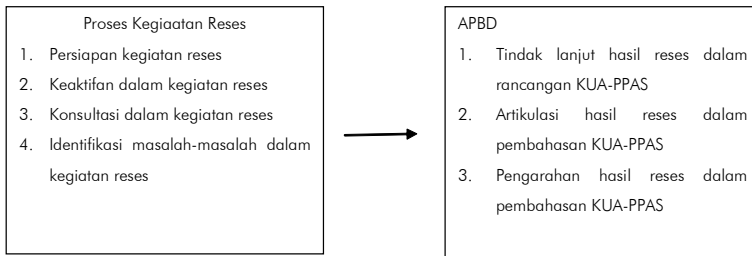 Proses Kegiaatan Reses
1. Persiapan kegiatan reses
2. Keaktifan dalam kegiatan reses
3. Konsultasi dalam kegiatan reses
4. Identifikasi masalah-masalah dalam
kegiatan reses
APBD
1. Tindak lanjut hasil reses dalam
rancangan KUA-PPAS
2. Artikulasi hasil reses dalam
pembahasan KUA-PPAS
3. Pengarahan hasil reses dalam
pembahasan KUA-PPAS